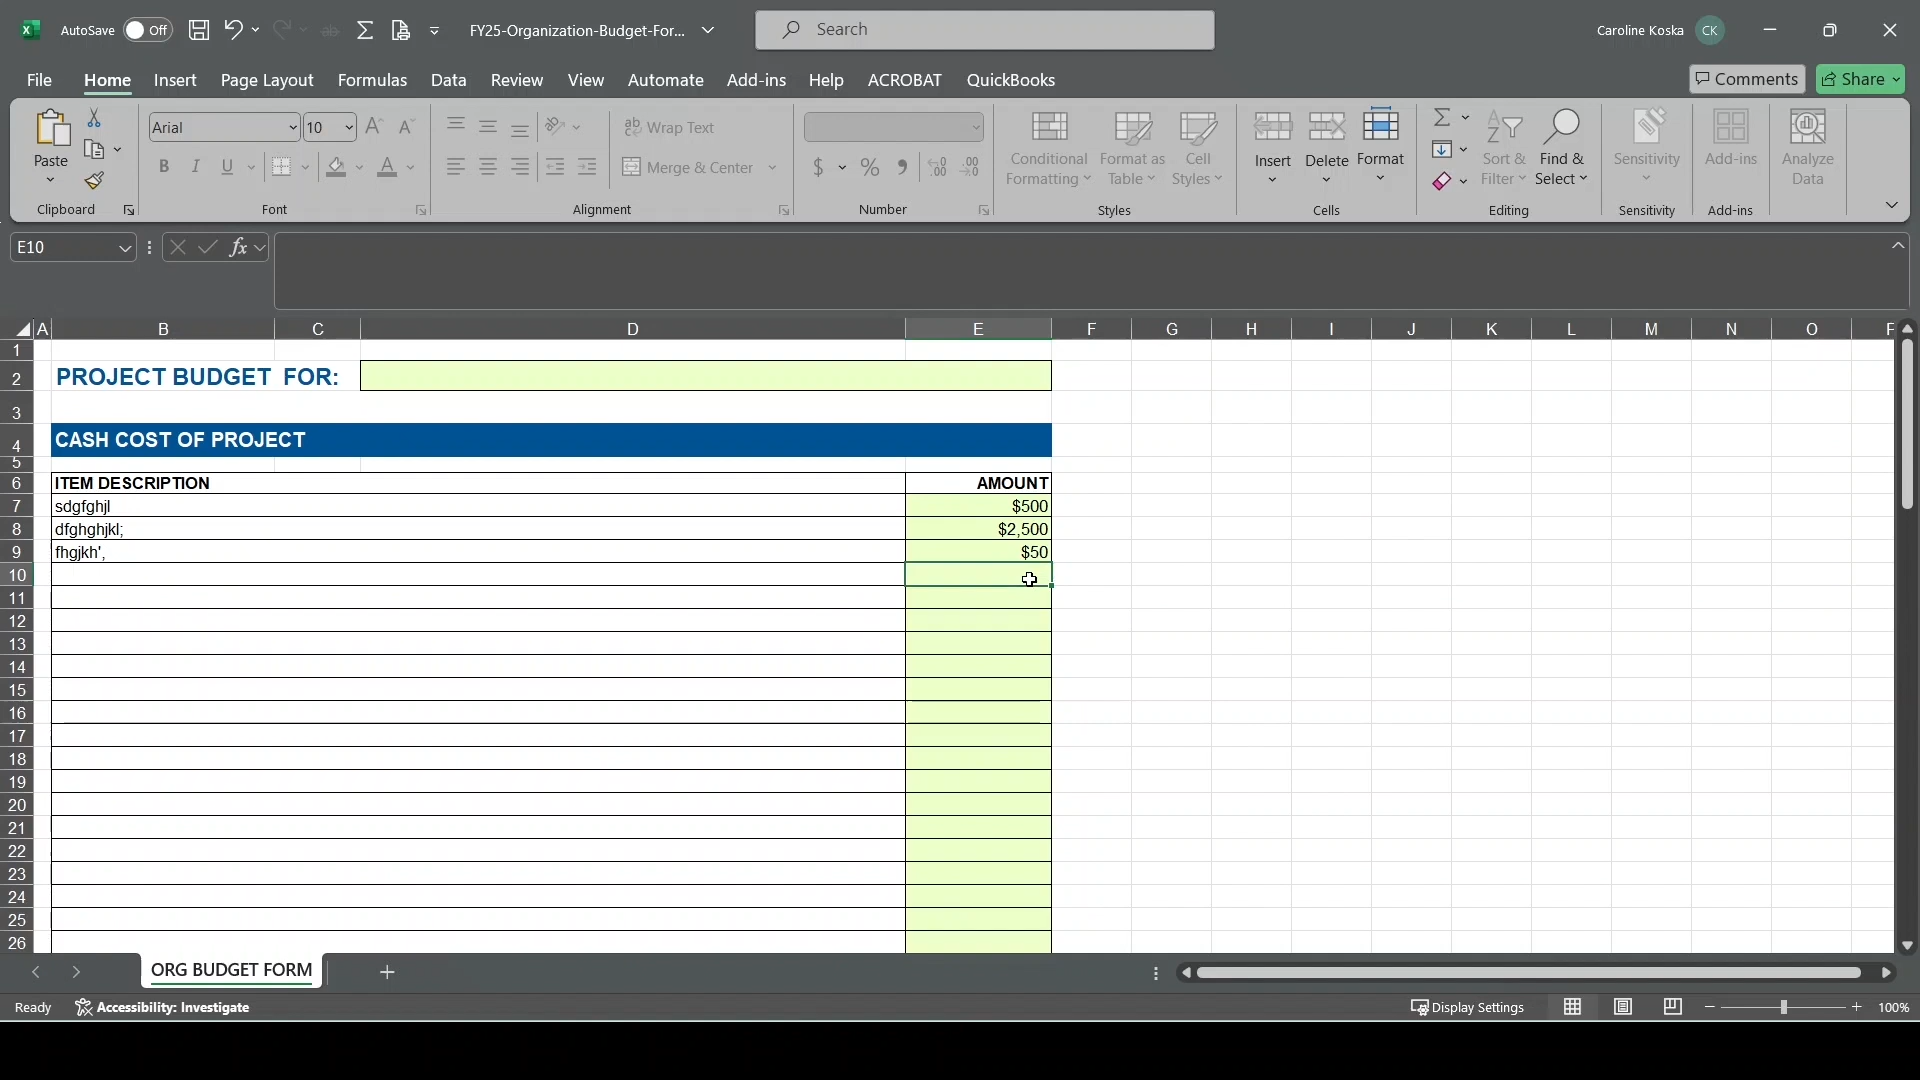 AutoSave Off FY25-Organization-Budget-For... Search Caroline Koska CK
File Home Insert Page Layout Formulas Data Review View Automate Add-ins Help ACROBAT QuickBooks Comments Share
Paste
Clipboard
Arial 10
B I U
Font
Wrap Text
Merge & Center
Alignment
$ % 9 .00
Number
Conditional Formatting
Format as Table
Cell Styles
Styles
Insert Delete Format
Cells
Sort & Filter
Find & Select
Editing
Sensitivity
Sensitivity
Add-ins
Add-ins
Analyze Data
E10 fx
A B C D E F G H I J K L M N O
1
2 PROJECT BUDGET FOR:
3
4 CASH COST OF PROJECT
5
6 ITEM DESCRIPTION AMOUNT
7 sdgfghjl $500
8 dfghghjkl; $2,500
9 fhgjkh', $50
10
11
12
13
14
15
16
17
18
19
20
21
22
23
24
25
26
ORG BUDGET FORM
Ready Accessibility: Investigate Display Settings 100%